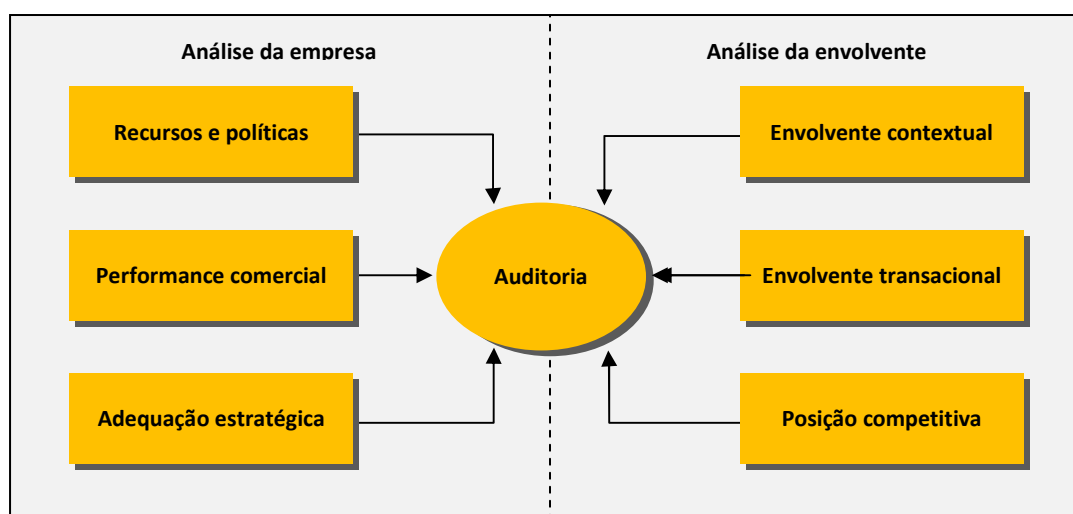 Análise da empresa
Análise da envolvente
Recursos e políticas
Envolvente contextual
Performance comercial
Auditoria
Envolvente transacional
Adequação estratégica
Posição competitiva